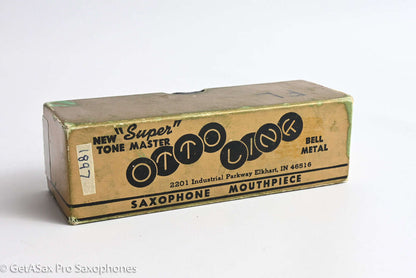 NEW "Super"
TONE MASTER
OTTO LINK
BELL
METAL
2201 Industrial Parkway Elkhart, IN 46516
SAXOPHONE MOUTHPIECE
1897
©GetASax Pro Saxophones